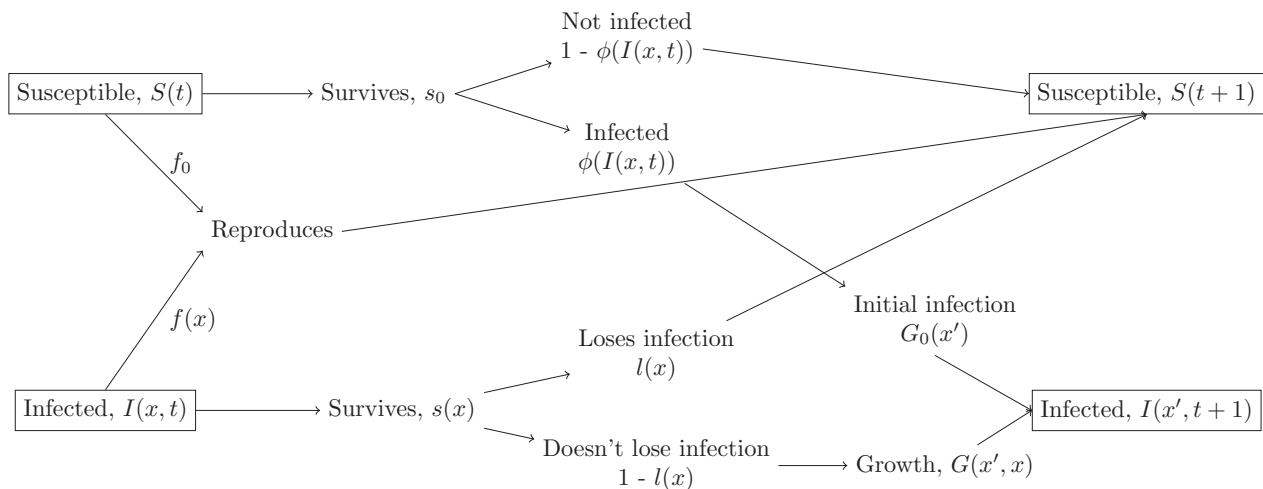 Not infected
1 - ϕ(I(x, t))
Susceptible, S(t)
Survives, s₀
Susceptible, S(t + 1)
Infected
ϕ(I(x, t))
f₀
Reproduces
f(x)
Initial infection
G₀(x′)
Loses infection
l(x)
Infected, I(x, t)
Survives, s(x)
Infected, I(x′, t + 1)
Doesn't lose infection
1 - l(x)
Growth, G(x′, x)